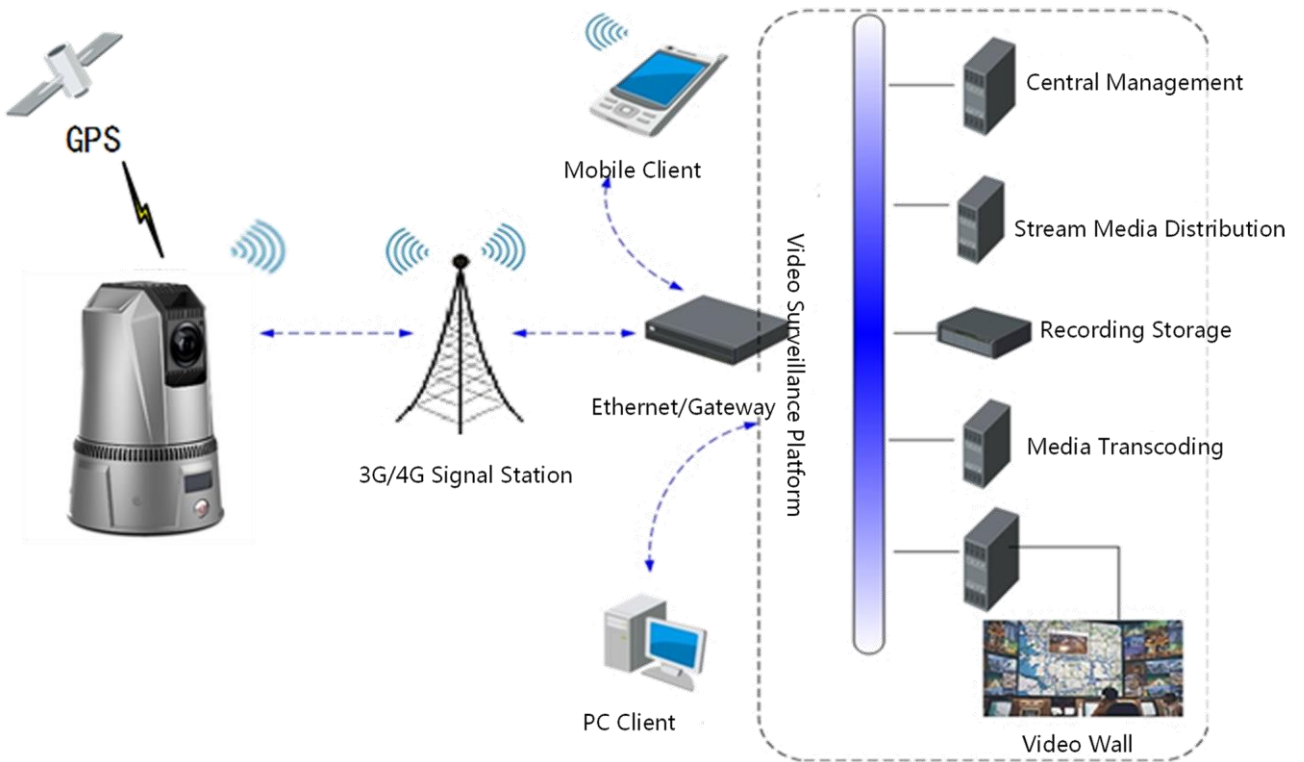 GPS
Mobile Client
Ethernet/Gateway
3G/4G Signal Station
PC Client
Video Surveillance Platform
Central Management
Stream Media Distribution
Recording Storage
Media Transcoding
Video Wall